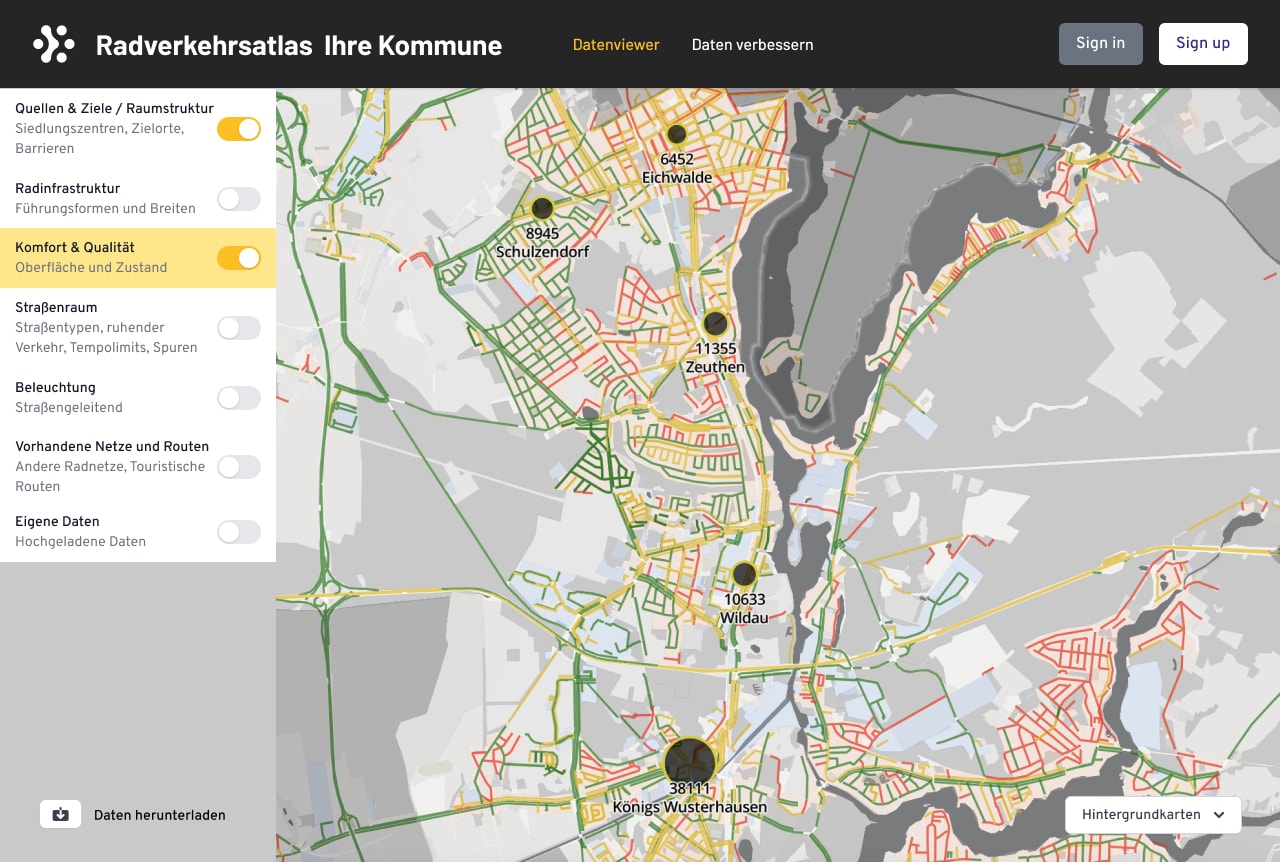 Radverkehrsatlas Ihre Kommune
Datenviewer
Daten verbessern
Sign in
Sign up
Quellen & Ziele / Raumstruktur
Siedlungszentren, Zielorte,
Barrieren
Radinfrastruktur
Führungsformen und Breiten
Komfort & Qualität
Oberfläche und Zustand
Straßenraum
Straßentypen, ruhender
Verkehr, Tempolimits, Spuren
Beleuchtung
Straßengeleitend
Vorhandene Netze und Routen
Andere Radnetze, Touristische
Routen
Eigene Daten
Hochgeladene Daten
Daten herunterladen
6452
Eichwalde
8945
Schulzendorf
11355
Zeuthen
10633
Wildau
38111
Königs Wusterhausen
Hintergrundkarten